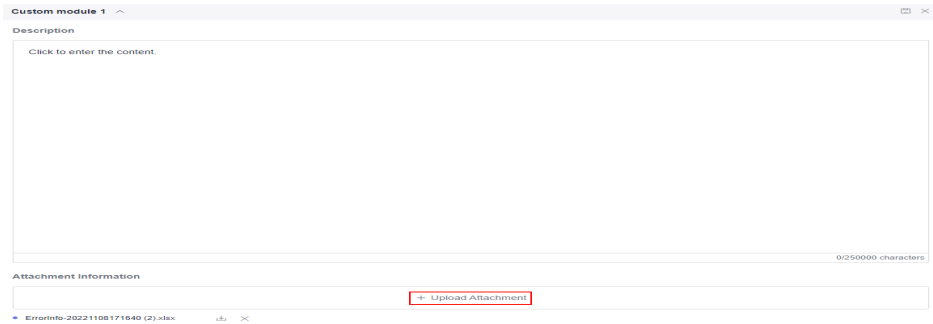 Custom module 1
Description
Click to enter the content.
0/250000 characters
Attachment Information
+ Upload Attachment
ErrorInfo-20221108171640 (2).xlsx